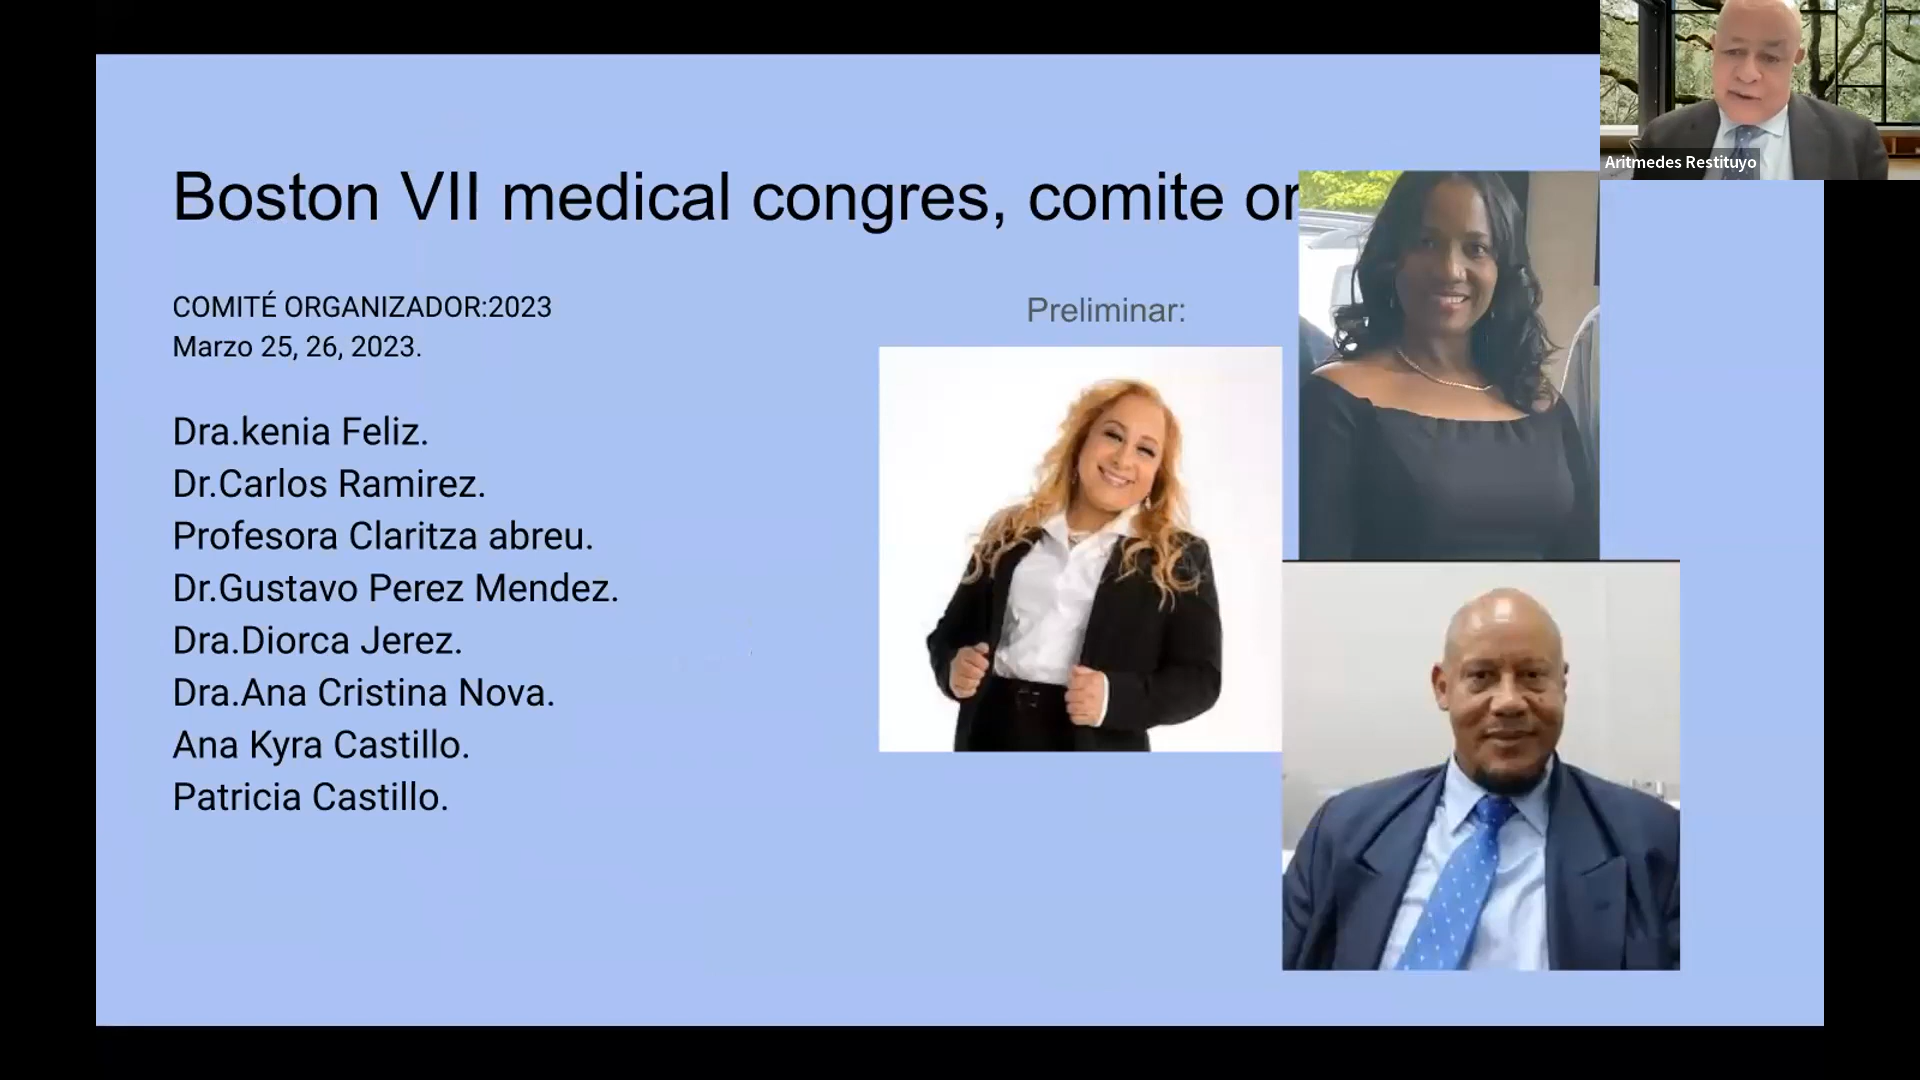 Aritmedes Restituyo
Boston VII medical congres, comite or
COMITÉ ORGANIZADOR:2023
Marzo 25, 26, 2023.
Preliminar:
Dra.kenia Feliz.
Dr.Carlos Ramirez.
Profesora Claritza abreu.
Dr.Gustavo Perez Mendez.
Dra.Diorca Jerez.
Dra.Ana Cristina Nova.
Ana Kyra Castillo.
Patricia Castillo.